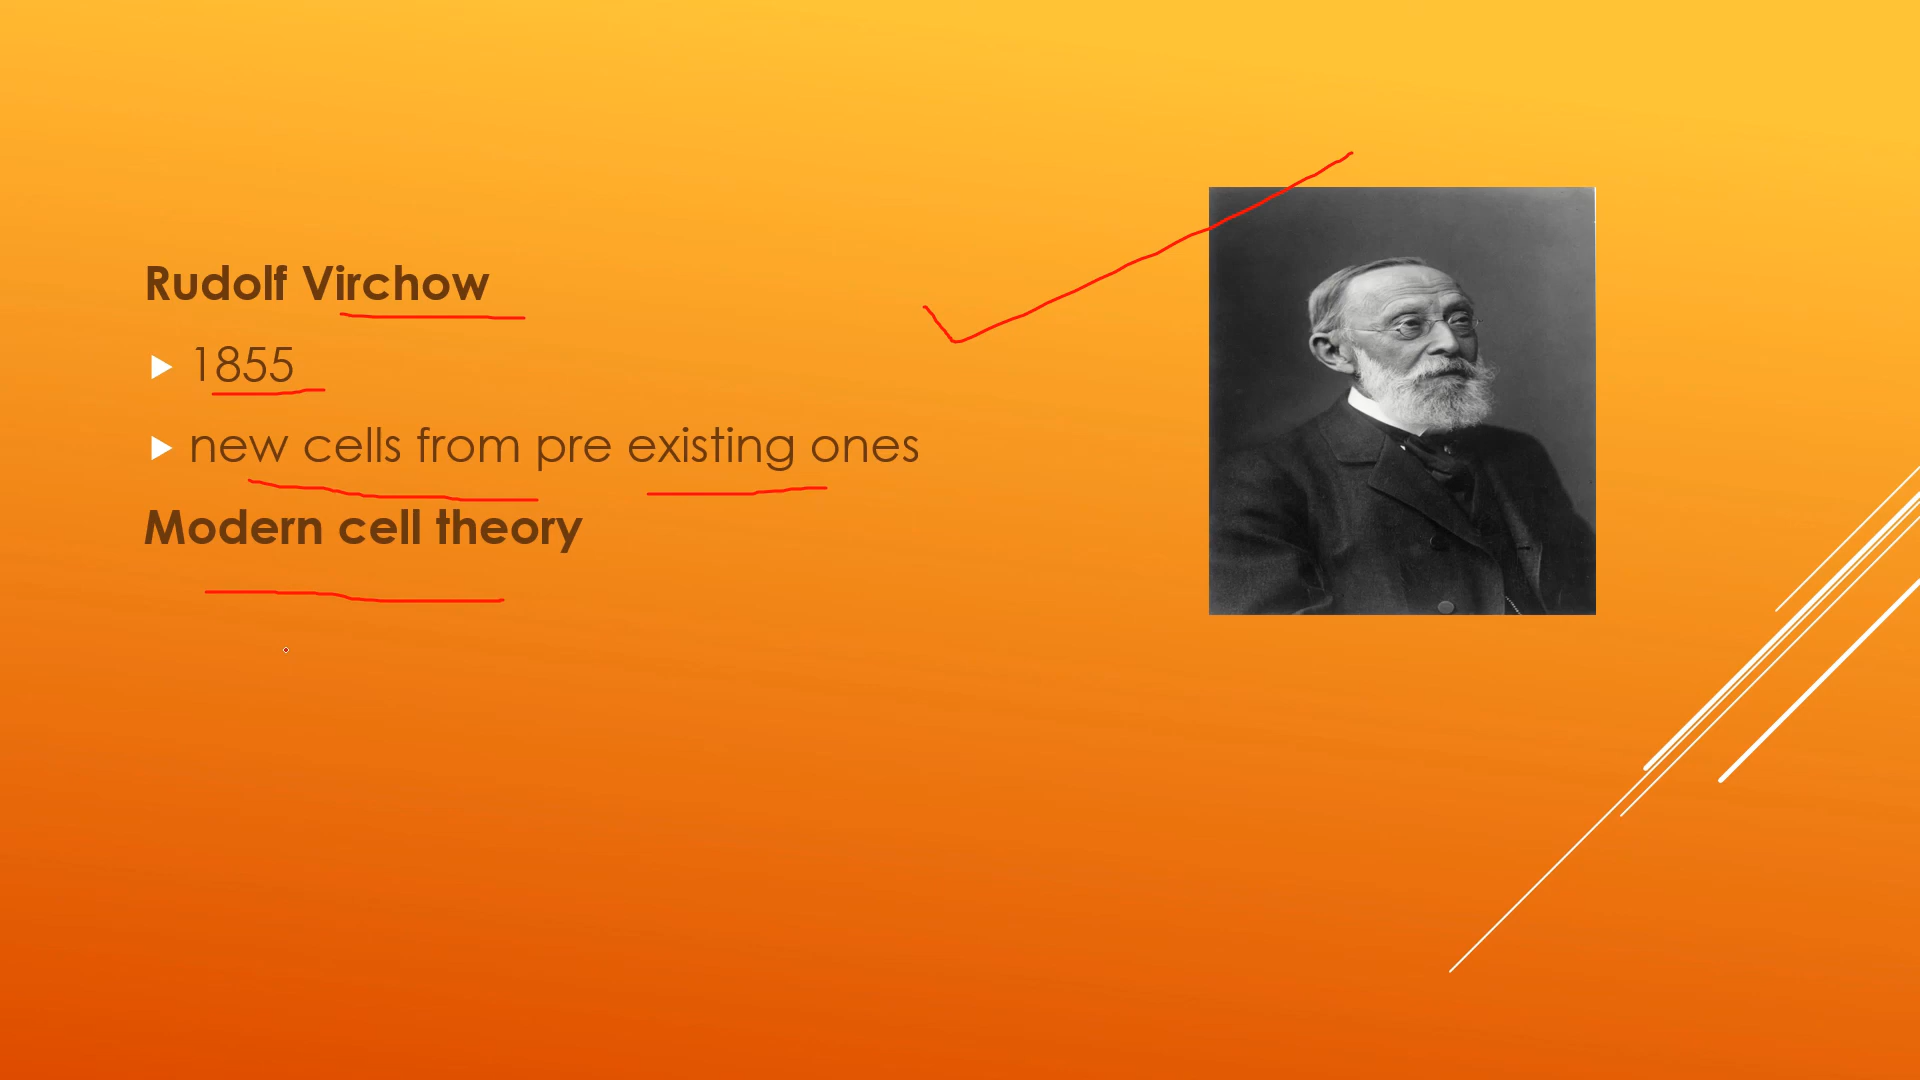 Rudolf Virchow
1855
new cells from pre existing ones
Modern cell theory